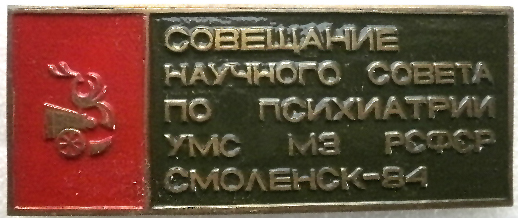 СОВЕЩАНИЕ
НАУЧНОГО СОВЕТА
ПО ПСИХИАТРИИ
УМС МЗ РСФСР
СМОЛЕНСК-84